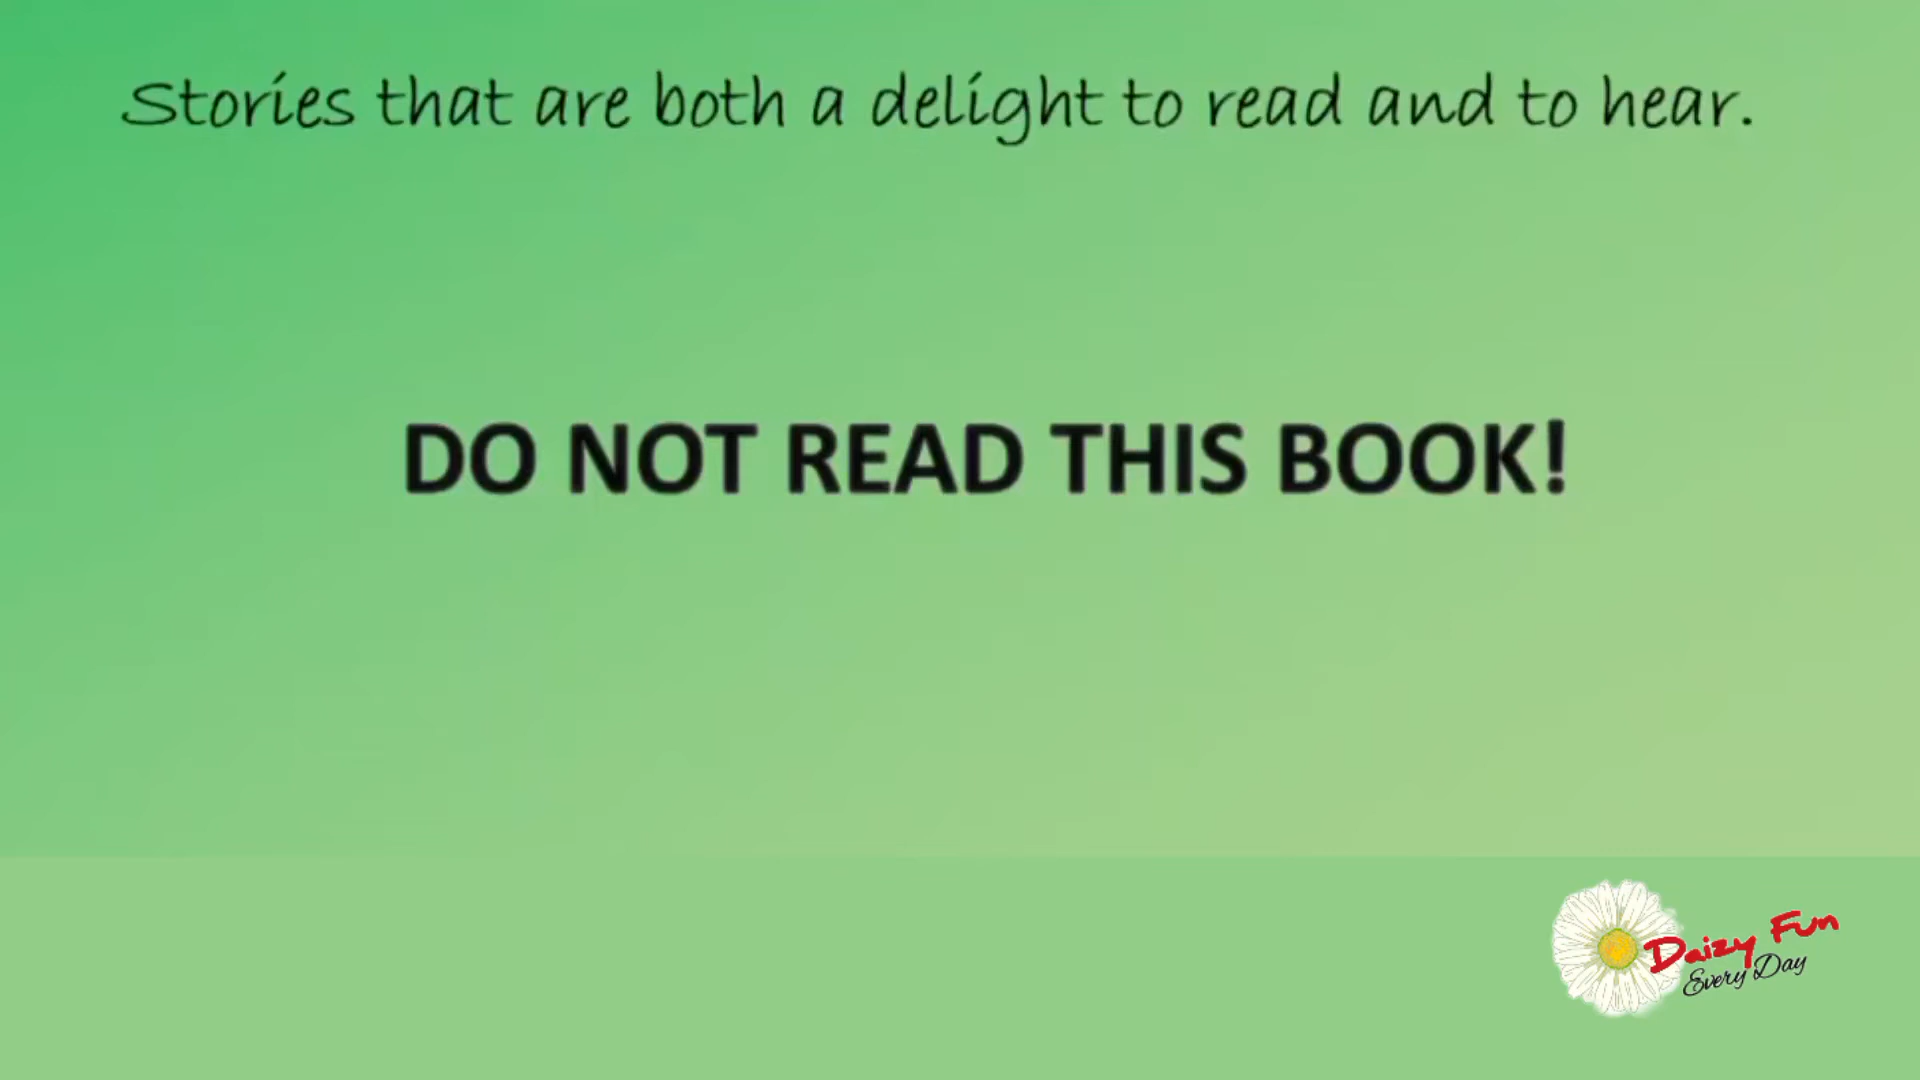 Stories that are both a delight to read and to hear.
DO NOT READ THIS BOOK!
Daizy Fun
Every Day